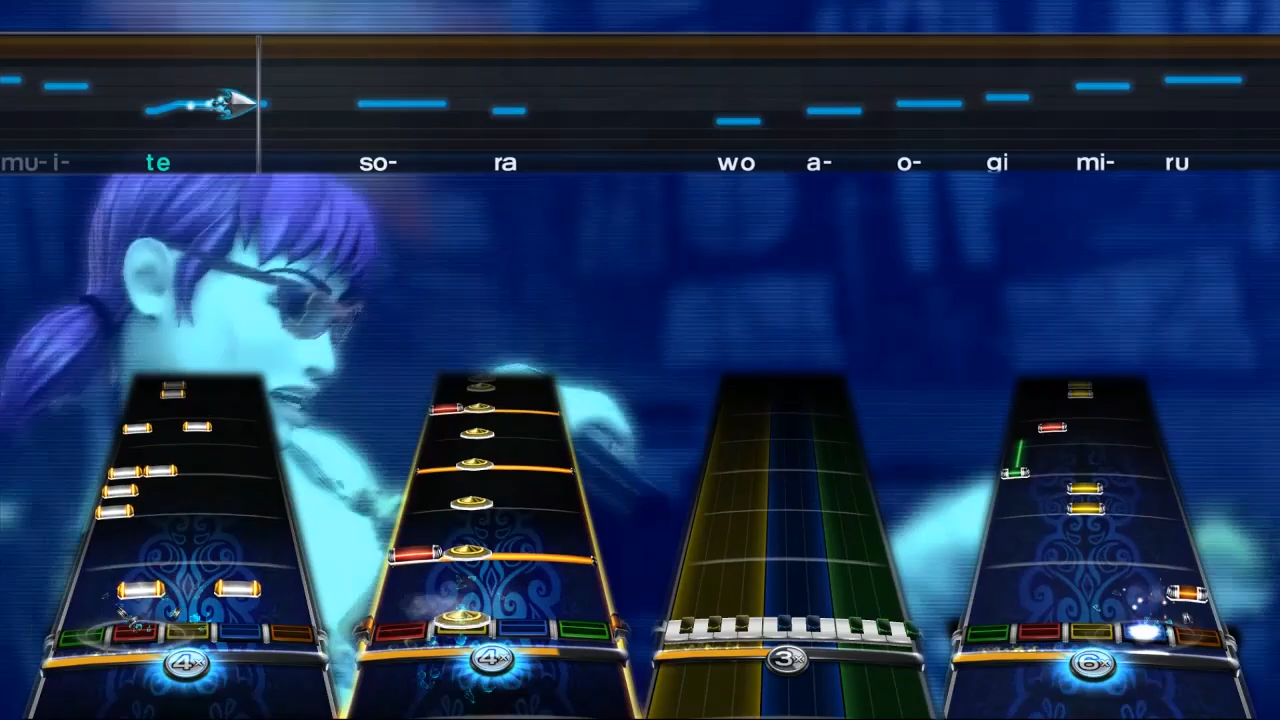 mu- i- te so- ra wo a- o- gi mi- ru
4x 4x 3x 6x